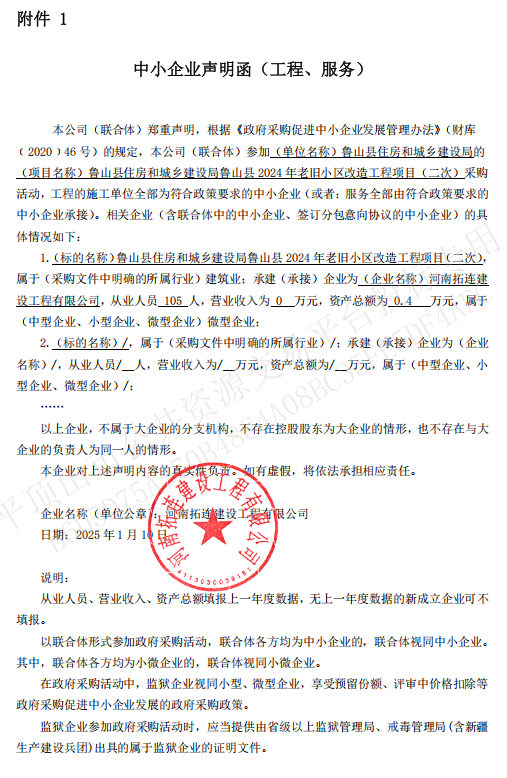 附件 1
中小企业声明函（工程、服务）
本公司（联合体）郑重声明，根据《政府采购促进中小企业发展管理办法》（财库
﹝2020﹞46 号）的规定，本公司（联合体）参加（单位名称）鲁山县住房和城乡建设局的
（项目名称）鲁山县住房和城乡建设局鲁山县 2024 年老旧小区改造工程项目（二次）采购
活动，工程的施工单位全部为符合政策要求的中小企业（或者：服务全部由符合政策要求的
中小企业承接）。相关企业（含联合体中的中小企业、签订分包意向协议的中小企业）的具
体情况如下：
1.（标的名称）鲁山县住房和城乡建设局鲁山县 2024 年老旧小区改造工程项目（二次），
属于（采购文件中明确的所属行业）建筑业；承建（承接）企业为（企业名称）河南拓连建
设工程有限公司，从业人员 105 人，营业收入为 0 万元，资产总额为 0.4 万元，属于
（中型企业、小型企业、微型企业）微型企业；
2.（标的名称）/，属于（采购文件中明确的所属行业）/；承建（承接）企业为（企业
名称）/，从业人员/__人，营业收入为/__万元，资产总额为/__万元，属于（中型企业、小
型企业、微型企业）/；
……
以上企业，不属于大企业的分支机构，不存在控股股东为大企业的情形，也不存在与大
企业的负责人为同一人的情形。
本企业对上述声明内容的真实性负责。如有虚假，将依法承担相应责任。
企业名称（单位公章）：河南拓连建设工程有限公司
日期：2025 年 1 月 10 日
河南拓连建设工程有限公司
说明：
从业人员、营业收入、资产总额填报上一年度数据，无上一年度数据的新成立企业可不
填报。
以联合体形式参加政府采购活动，联合体各方均为中小企业的，联合体视同中小企业。
其中，联合体各方均为小微企业的，联合体视同小微企业。
在政府采购活动中，监狱企业视同小型、微型企业，享受预留份额、评审中价格扣除等
政府采购促进中小企业发展的政府采购政策。
监狱企业参加政府采购活动时，应当提供由省级以上监狱管理局、戒毒管理局(含新疆
生产建设兵团)出具的属于监狱企业的证明文件。